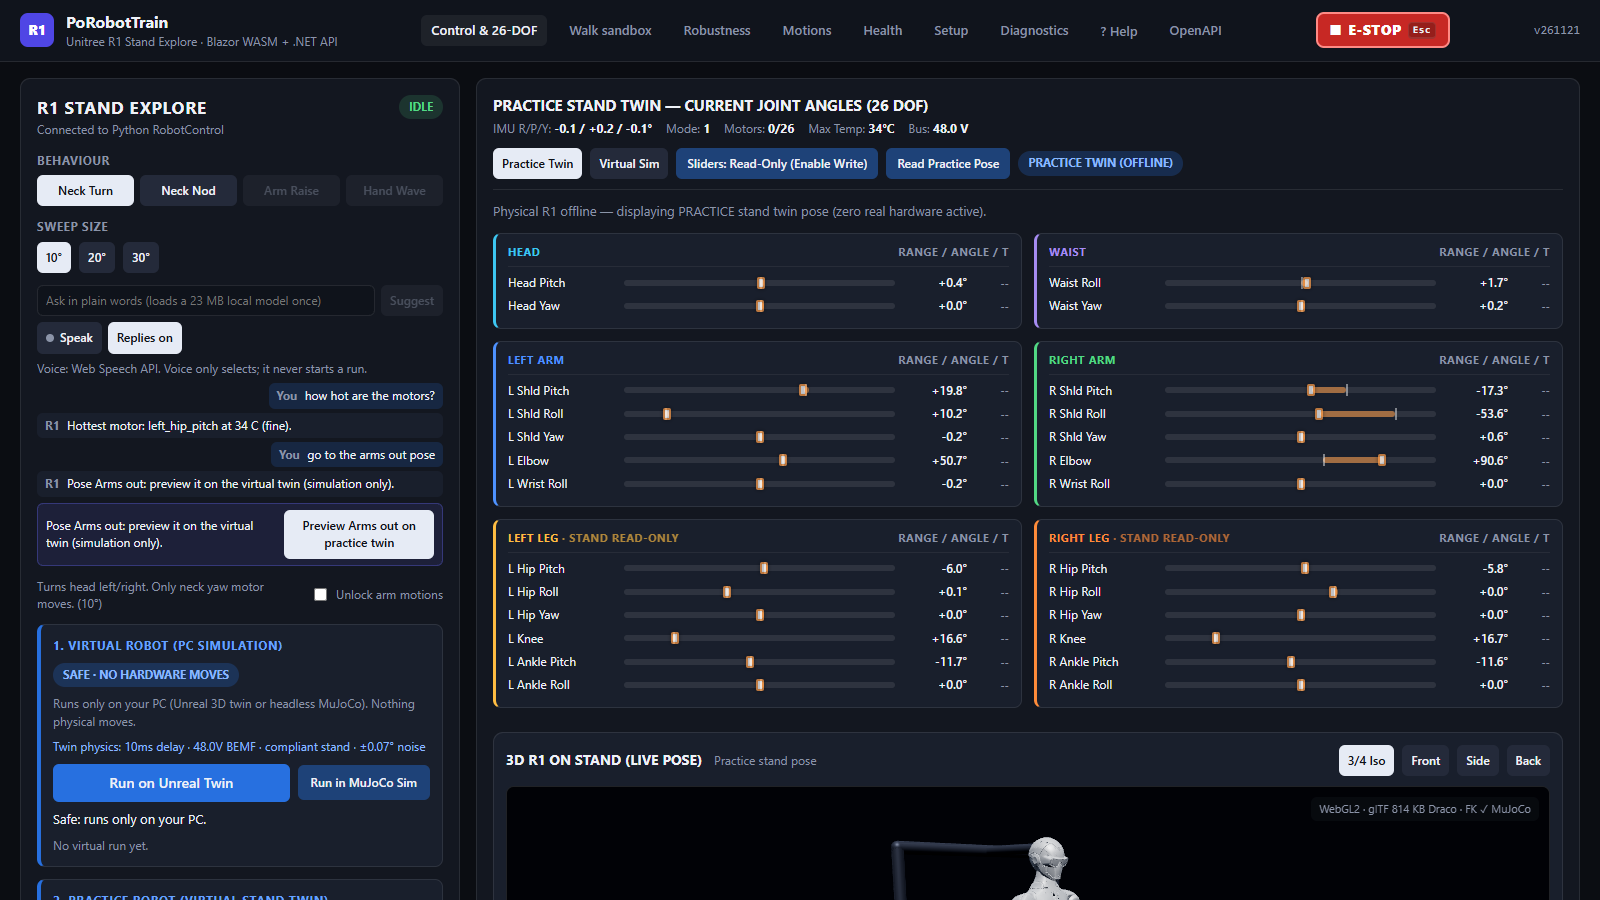 R1
PoRobotTrain
Unitree R1 Stand Explore · Blazor WASM + .NET API
Control & 26-DOF
Walk sandbox
Robustness
Motions
Health
Setup
Diagnostics
? Help
OpenAPI
E-STOP Esc
v261121
R1 STAND EXPLORE
IDLE
Connected to Python RobotControl
BEHAVIOUR
Neck Turn
Neck Nod
Arm Raise
Hand Wave
SWEEP SIZE
10°
20°
30°
Ask in plain words (loads a 23 MB local model once)
Suggest
Speak
Replies on
Voice: Web Speech API. Voice only selects; it never starts a run.
You how hot are the motors?
R1 Hottest motor: left_hip_pitch at 34 C (fine).
You go to the arms out pose
R1 Pose Arms out: preview it on the virtual twin (simulation only).
Pose Arms out: preview it on the virtual
twin (simulation only).
Preview Arms out on
practice twin
Turns head left/right. Only neck yaw motor
moves. (10°)
Unlock arm motions
1. VIRTUAL ROBOT (PC SIMULATION)
SAFE · NO HARDWARE MOVES
Runs only on your PC (Unreal 3D twin or headless MuJoCo). Nothing
physical moves.
Twin physics: 10ms delay · 48.0V BEMF · compliant stand · ±0.07° noise
Run on Unreal Twin
Run in MuJoCo Sim
Safe: runs only on your PC.
No virtual run yet.
2. PRACTICE ROBOT (VIRTUAL STAND TWIN)
PRACTICE STAND TWIN — CURRENT JOINT ANGLES (26 DOF)
IMU R/P/Y: -0.1 / +0.2 / -0.1° Mode: 1 Motors: 0/26 Max Temp: 34°C Bus: 48.0 V
Practice Twin
Virtual Sim
Sliders: Read-Only (Enable Write)
Read Practice Pose
PRACTICE TWIN (OFFLINE)
Physical R1 offline — displaying PRACTICE stand twin pose (zero real hardware active).
HEAD RANGE / ANGLE / T
Head Pitch +0.4° --
Head Yaw +0.0° --
WAIST RANGE / ANGLE / T
Waist Roll +1.7° --
Waist Yaw +0.2° --
LEFT ARM RANGE / ANGLE / T
L Shld Pitch +19.8° --
L Shld Roll +10.2° --
L Shld Yaw -0.2° --
L Elbow +50.7° --
L Wrist Roll -0.2° --
RIGHT ARM RANGE / ANGLE / T
R Shld Pitch -17.3° --
R Shld Roll -53.6° --
R Shld Yaw +0.6° --
R Elbow +90.6° --
R Wrist Roll +0.0° --
LEFT LEG · STAND READ-ONLY RANGE / ANGLE / T
L Hip Pitch -6.0° --
L Hip Roll +0.1° --
L Hip Yaw +0.0° --
L Knee +16.6° --
L Ankle Pitch -11.7° --
L Ankle Roll +0.0° --
RIGHT LEG · STAND READ-ONLY RANGE / ANGLE / T
R Hip Pitch -5.8° --
R Hip Roll +0.0° --
R Hip Yaw +0.0° --
R Knee +16.7° --
R Ankle Pitch -11.6° --
R Ankle Roll +0.0° --
3D R1 ON STAND (LIVE POSE) Practice stand pose
3/4 Iso
Front
Side
Back
WebGL2 · glTF 814 KB Draco · FK ✓ MuJoCo